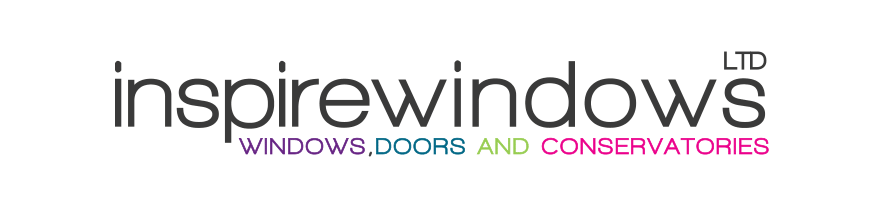 inspirewindows LTD
WINDOWS, DOORS AND CONSERVATORIES